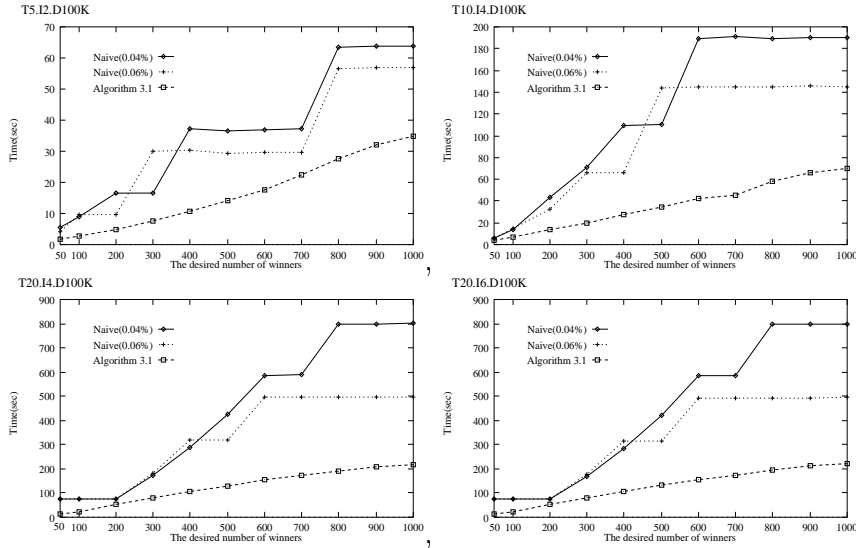 T5.I2.D100K
70
60
50
40
30
20
10
0
Time(sec)
Naive(0.04%)
Naive(0.06%)
Algorithm 3.1
50 100 200 300 400 500 600 700 800 900 1000
The desired number of winners
,
T10.I4.D100K
200
180
160
140
120
100
80
60
40
20
0
Time(sec)
Naive(0.04%)
Naive(0.06%)
Algorithm 3.1
50 100 200 300 400 500 600 700 800 900 1000
The desired number of winners
T20.I4.D100K
900
800
700
600
500
400
300
200
100
0
Time(sec)
Naive(0.04%)
Naive(0.06%)
Algorithm 3.1
50 100 200 300 400 500 600 700 800 900 1000
The desired number of winners
,
T20.I6.D100K
900
800
700
600
500
400
300
200
100
0
Time(sec)
Naive(0.04%)
Naive(0.06%)
Algorithm 3.1
50 100 200 300 400 500 600 700 800 900 1000
The desired number of winners